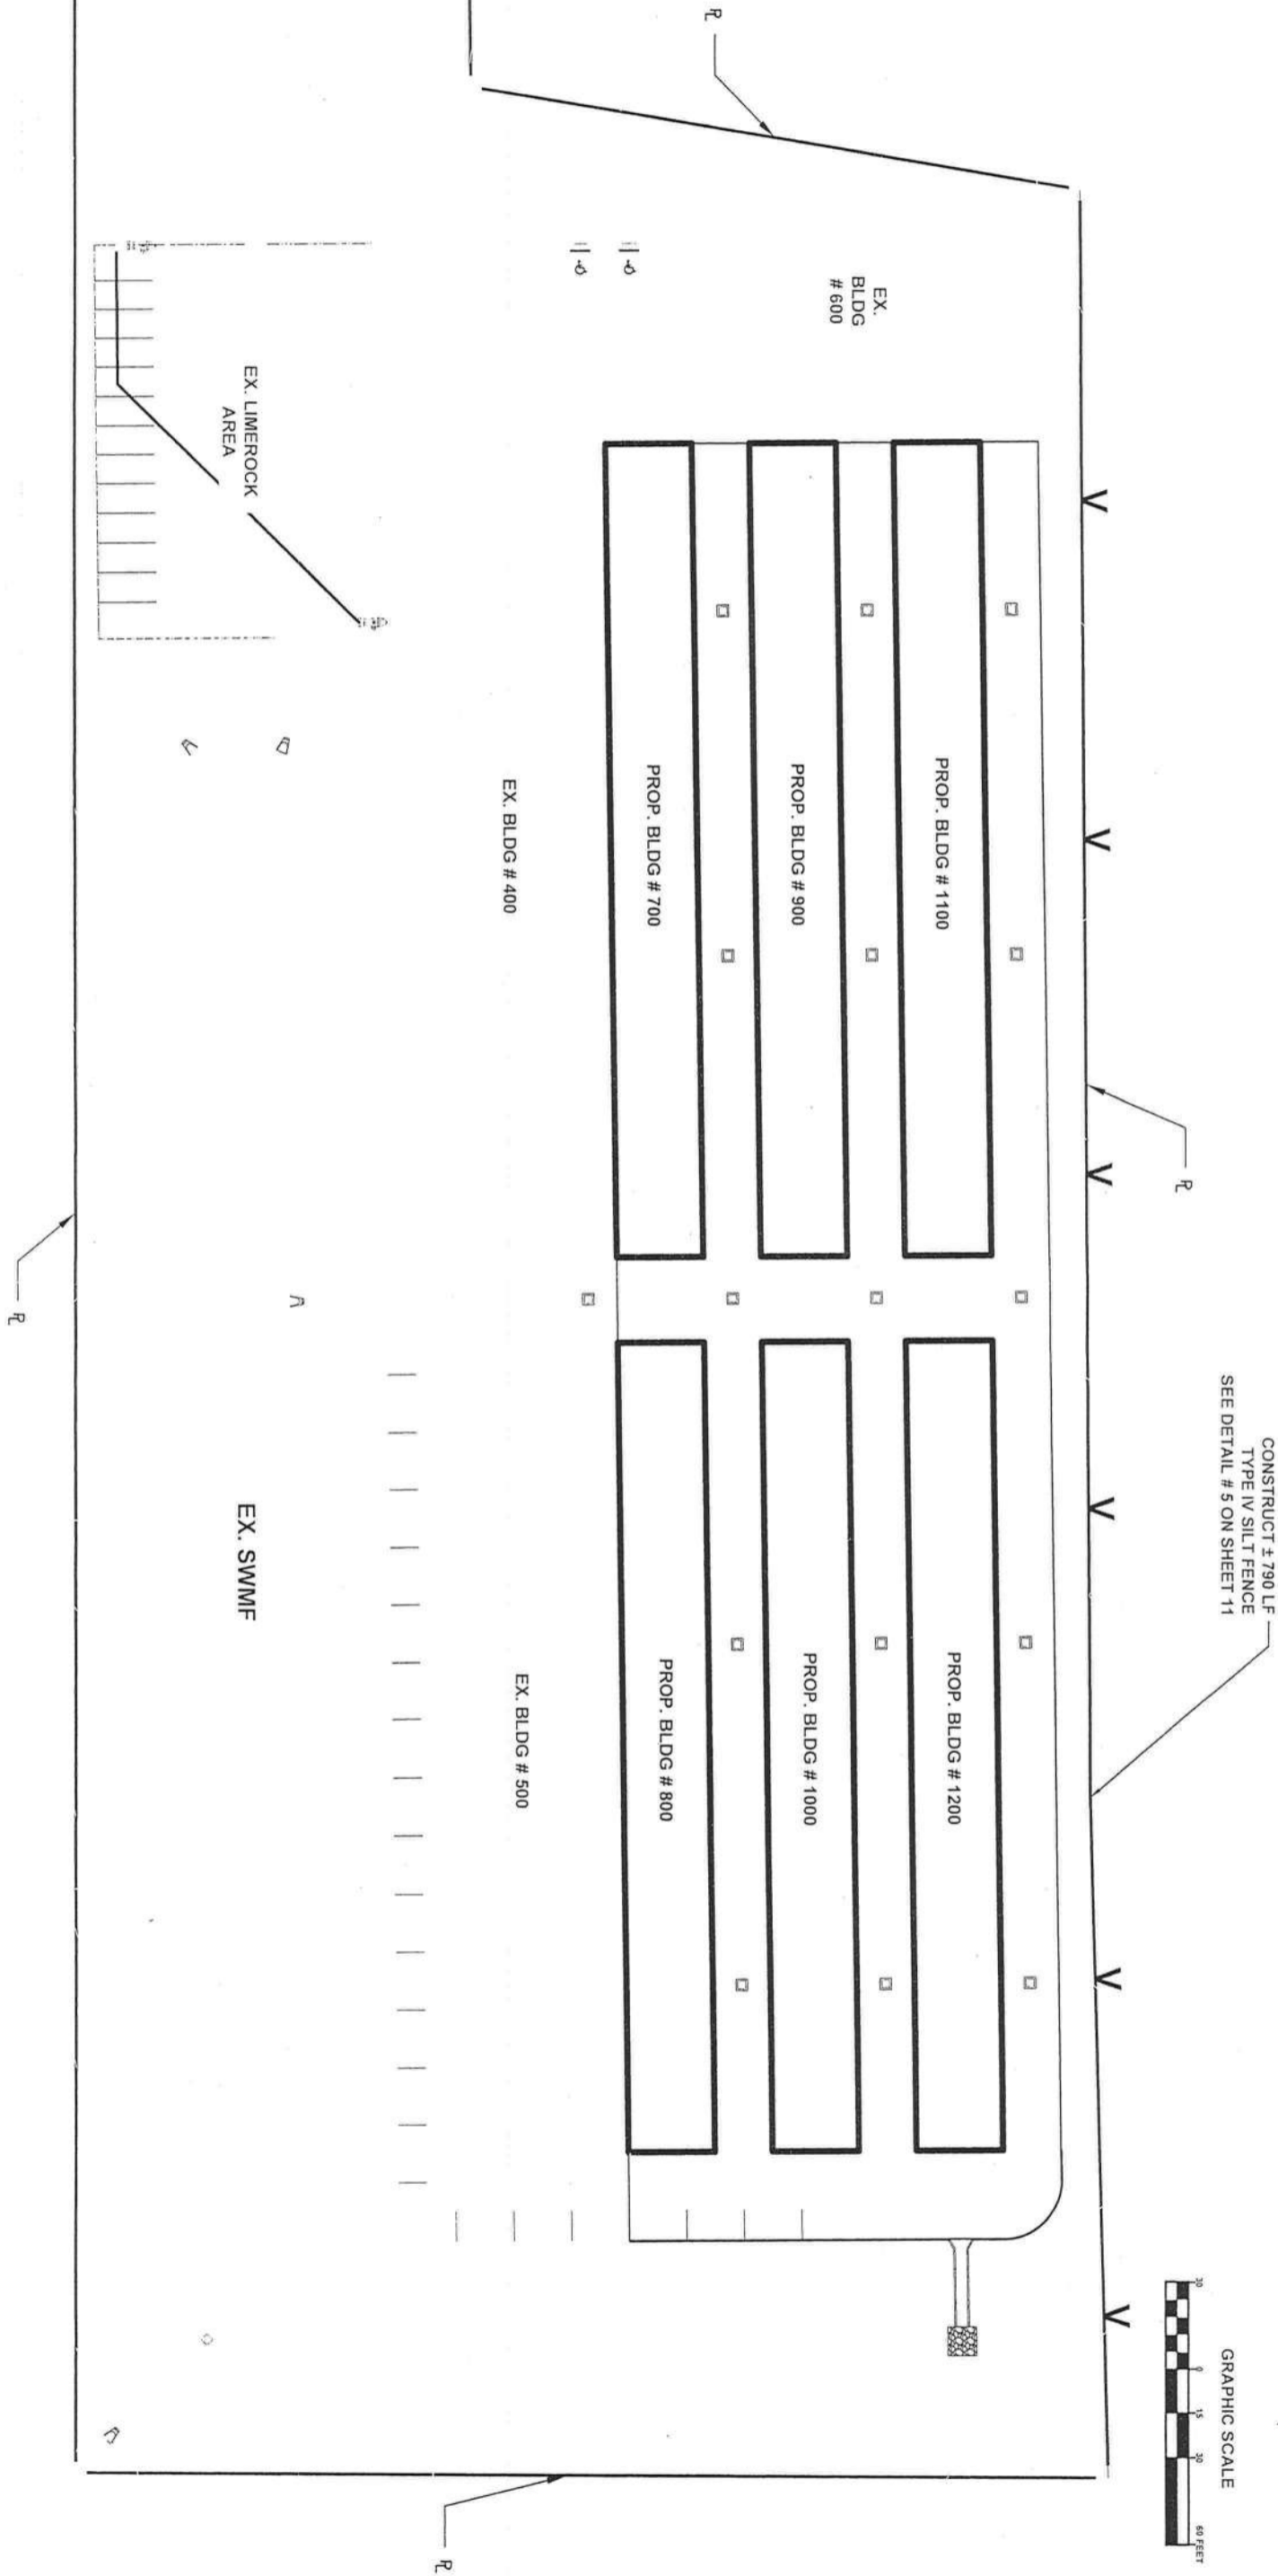 CONSTRUCT ± 790 LF
TYPE IV SILT FENCE
SEE DETAIL # 5 ON SHEET 11
GRAPHIC SCALE
30
0
15
30
60 FEET
PL
PL
EX.
BLDG
# 600
PROP. BLDG # 1100
PROP. BLDG # 1200
PROP. BLDG # 900
PROP. BLDG # 1000
PROP. BLDG # 700
PROP. BLDG # 800
EX. BLDG # 400
EX. BLDG # 500
EX. LIMEROCK
AREA
EX. SWMF
PL
PL